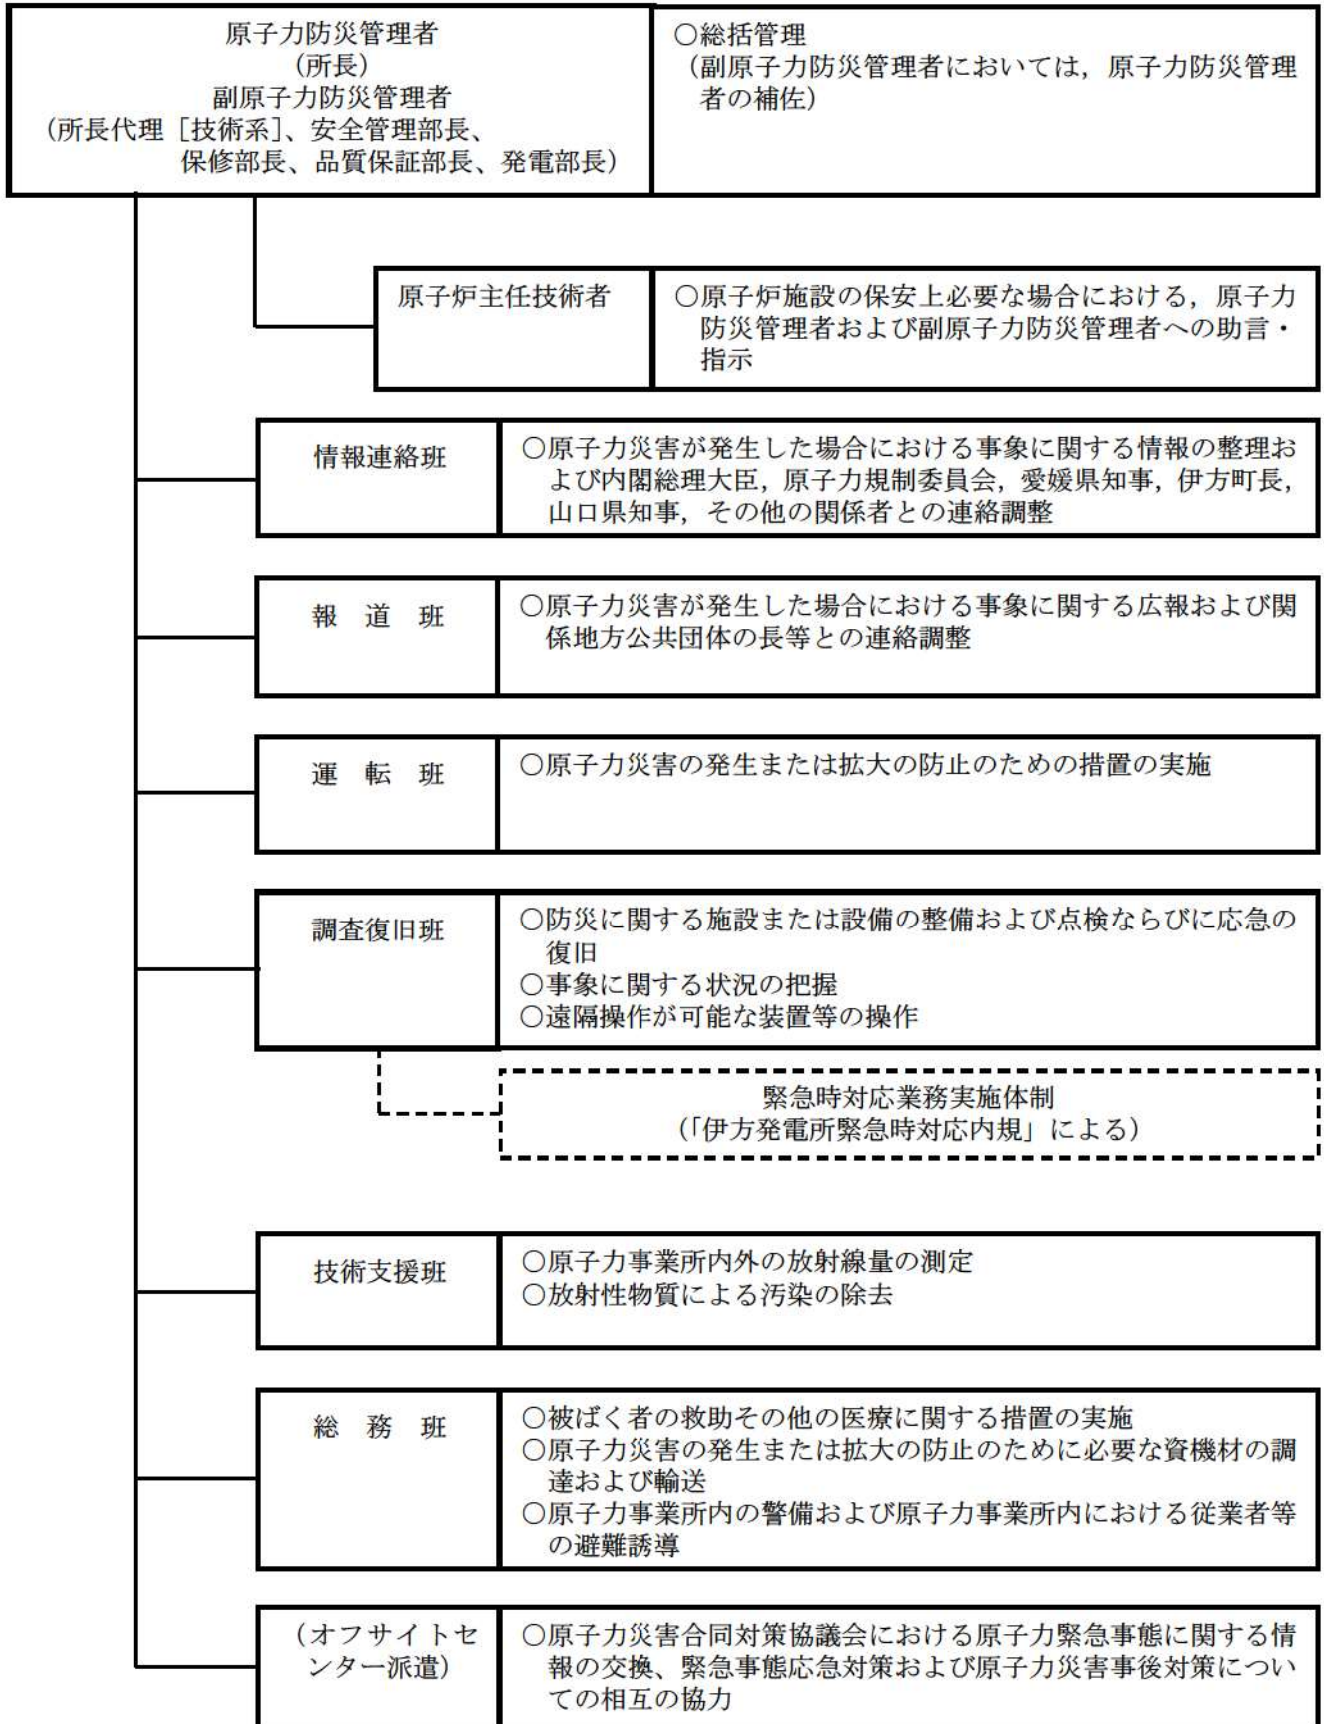 原子力防災管理者
(所長)
副原子力防災管理者
(所長代理[技術系]、安全管理部長、
保修部長、品質保証部長、発電部長)
○総括管理
(副原子力防災管理者においては,原子力防災管理
者の補佐)
原子炉主任技術者
○原子炉施設の保安上必要な場合における,原子力
防災管理者および副原子力防災管理者への助言・
指示
情報連絡班
○原子力災害が発生した場合における事象に関する情報の整理お
よび内閣総理大臣,原子力規制委員会,愛媛県知事,伊方町長,
山口県知事,その他の関係者との連絡調整
報 道 班
○原子力災害が発生した場合における事象に関する広報および関
係地方公共団体の長等との連絡調整
運 転 班
○原子力災害の発生または拡大の防止のための措置の実施
調査復旧班
○防災に関する施設または設備の整備および点検ならびに応急の
復旧
○事象に関する状況の把握
○遠隔操作が可能な装置等の操作
緊急時対応業務実施体制
(「伊方発電所緊急時対応内規」による)
技術支援班
○原子力事業所内外の放射線量の測定
○放射性物質による汚染の除去
総 務 班
○被ばく者の救助その他の医療に関する措置の実施
○原子力災害の発生または拡大の防止のために必要な資機材の調
達および輸送
○原子力事業所内の警備および原子力事業所内における従業者等
の避難誘導
(オフサイトセ
ンター派遣)
○原子力災害合同対策協議会における原子力緊急事態に関する情
報の交換、緊急事態応急対策および原子力災害事後対策につい
ての相互の協力